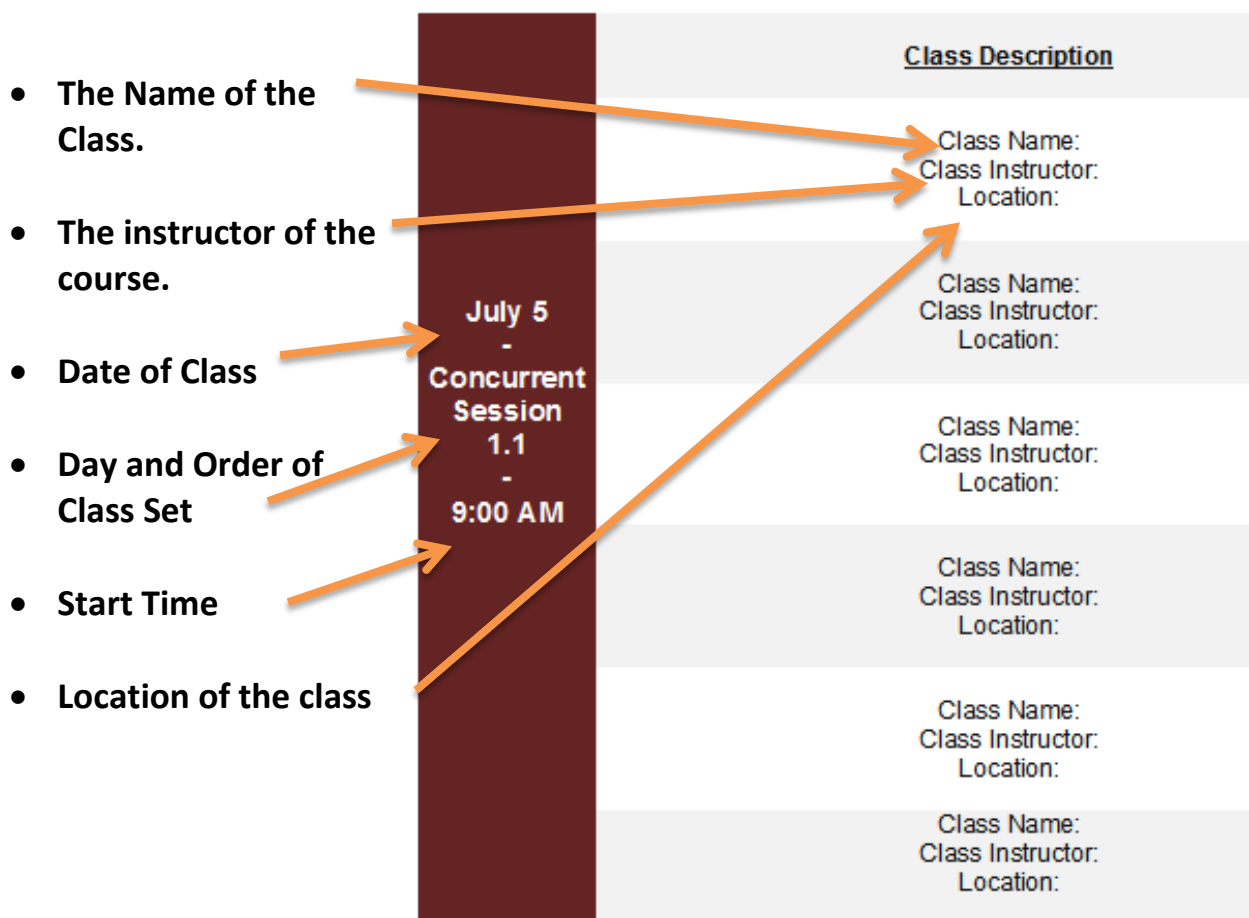 • The Name of the
Class.
• The instructor of the
course.
• Date of Class
• Day and Order of
Class Set
• Start Time
• Location of the class
July 5
-
Concurrent
Session
1.1
-
9:00 AM
Class Description
Class Name:
Class Instructor:
Location:
Class Name:
Class Instructor:
Location:
Class Name:
Class Instructor:
Location:
Class Name:
Class Instructor:
Location:
Class Name:
Class Instructor:
Location:
Class Name:
Class Instructor:
Location: